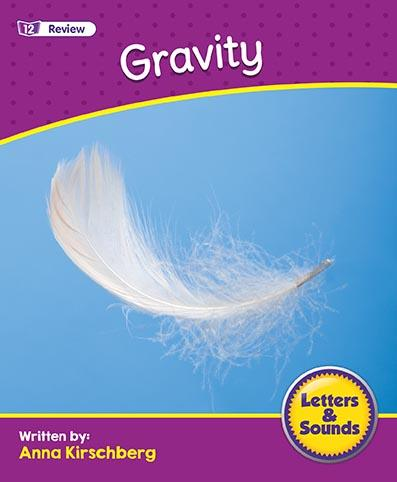 12 Review
Gravity
Letters
&
Sounds
Written by:
Anna Kirschberg